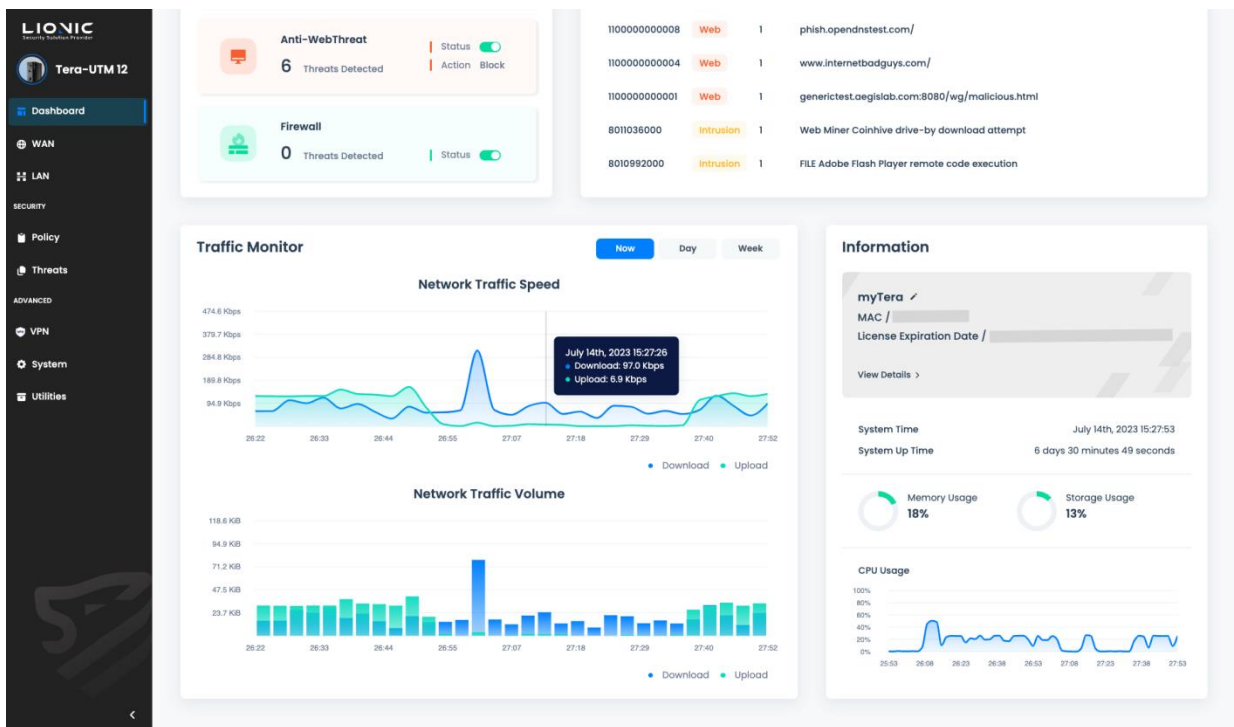 LIONIC
Security Solution Provider
Tera-UTM 12
Dashboard
WAN
LAN
SECURITY
Policy
Threats
ADVANCED
VPN
System
Utilities
Anti-WebThreat
6 Threats Detected
Status
Action Block
Firewall
0 Threats Detected
Status
1100000000008 Web 1 phish.opendnstest.com/
1100000000004 Web 1 www.internetbadguys.com/
1100000000001 Web 1 generictest.aegislab.com:8080/wg/malicious.html
8011036000 Intrusion 1 Web Miner Coinhive drive-by download attempt
8010992000 Intrusion 1 FILE Adobe Flash Player remote code execution
Traffic Monitor
Now Day Week
Network Traffic Speed
474.6 Kbps
379.7 Kbps
284.8 Kbps
189.8 Kbps
94.9 Kbps
July 14th, 2023 15:27:26
Download: 97.0 Kbps
Upload: 6.9 Kbps
26:22 26:33 26:44 26:55 27:07 27:18 27:29 27:40 27:52
Download Upload
Network Traffic Volume
118.6 KiB
94.9 KiB
71.2 KiB
47.5 KiB
23.7 KiB
26:22 26:33 26:44 26:55 27:07 27:18 27:29 27:40 27:52
Download Upload
Information
myTera
MAC /
License Expiration Date /
View Details >
System Time July 14th, 2023 15:27:53
System Up Time 6 days 30 minutes 49 seconds
Memory Usage
18%
Storage Usage
13%
CPU Usage
100%
80%
60%
40%
20%
0%
25:53 26:08 26:23 26:38 26:53 27:08 27:23 27:38 27:53